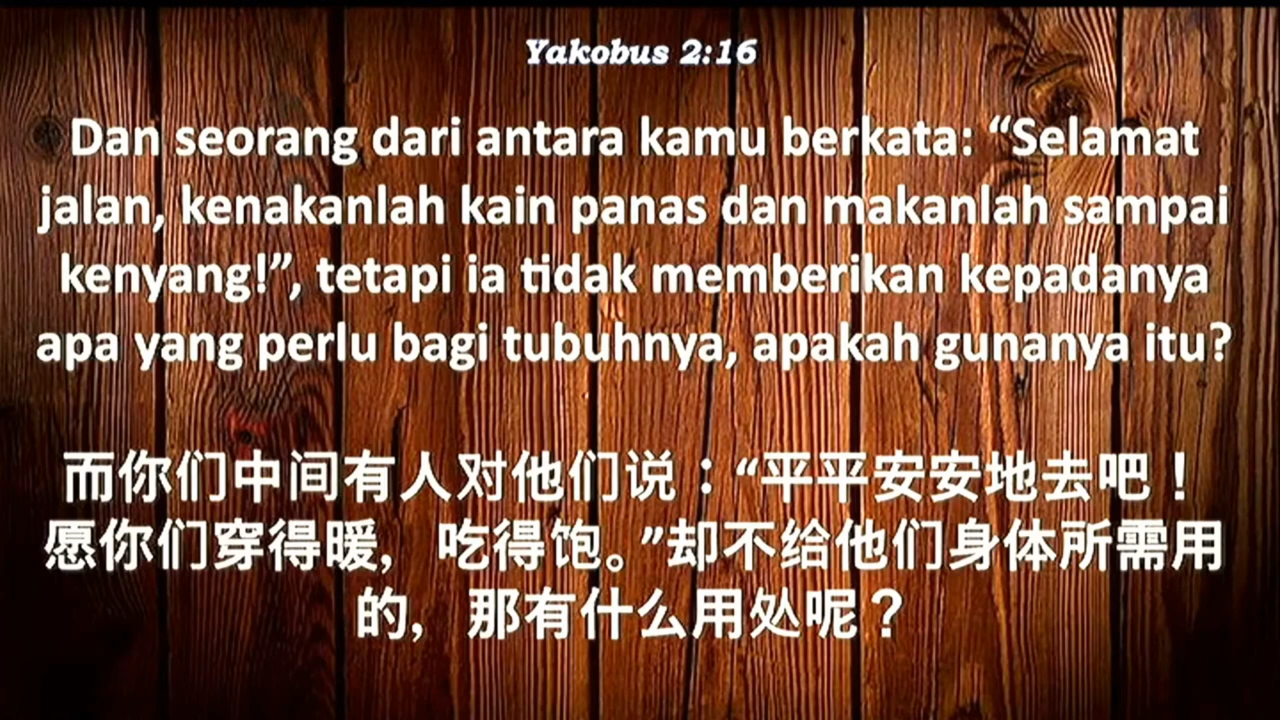 Yakobus 2:16
Dan seorang dari antara kamu berkata: “Selamat
jalan, kenakanlah kain panas dan makanlah sampai
kenyang!”, tetapi ia tidak memberikan kepadanya
apa yang perlu bagi tubuhnya, apakah gunanya itu?
而你们中间有人对他们说：“平平安安地去吧！
愿你们穿得暖，吃得饱。”却不给他们身体所需用
的，那有什么用处呢？